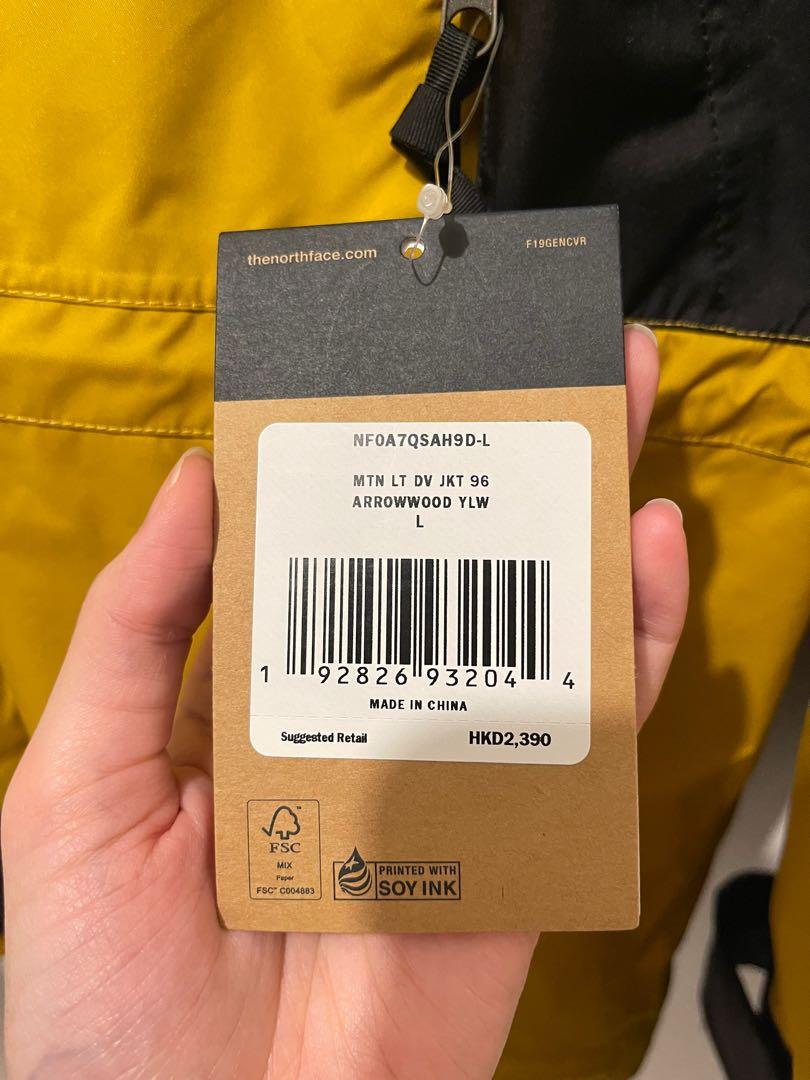 thenorthface.com
F19GENCVR
NF0A7QSAH9D-L
MTN LT DV JKT 96
ARROWWOOD YLW
L
1 92826 93204 4
MADE IN CHINA
Suggested Retail HKD2,390
FSC
MIX
Paper
FSC™ C004883
PRINTED WITH
SOY INK